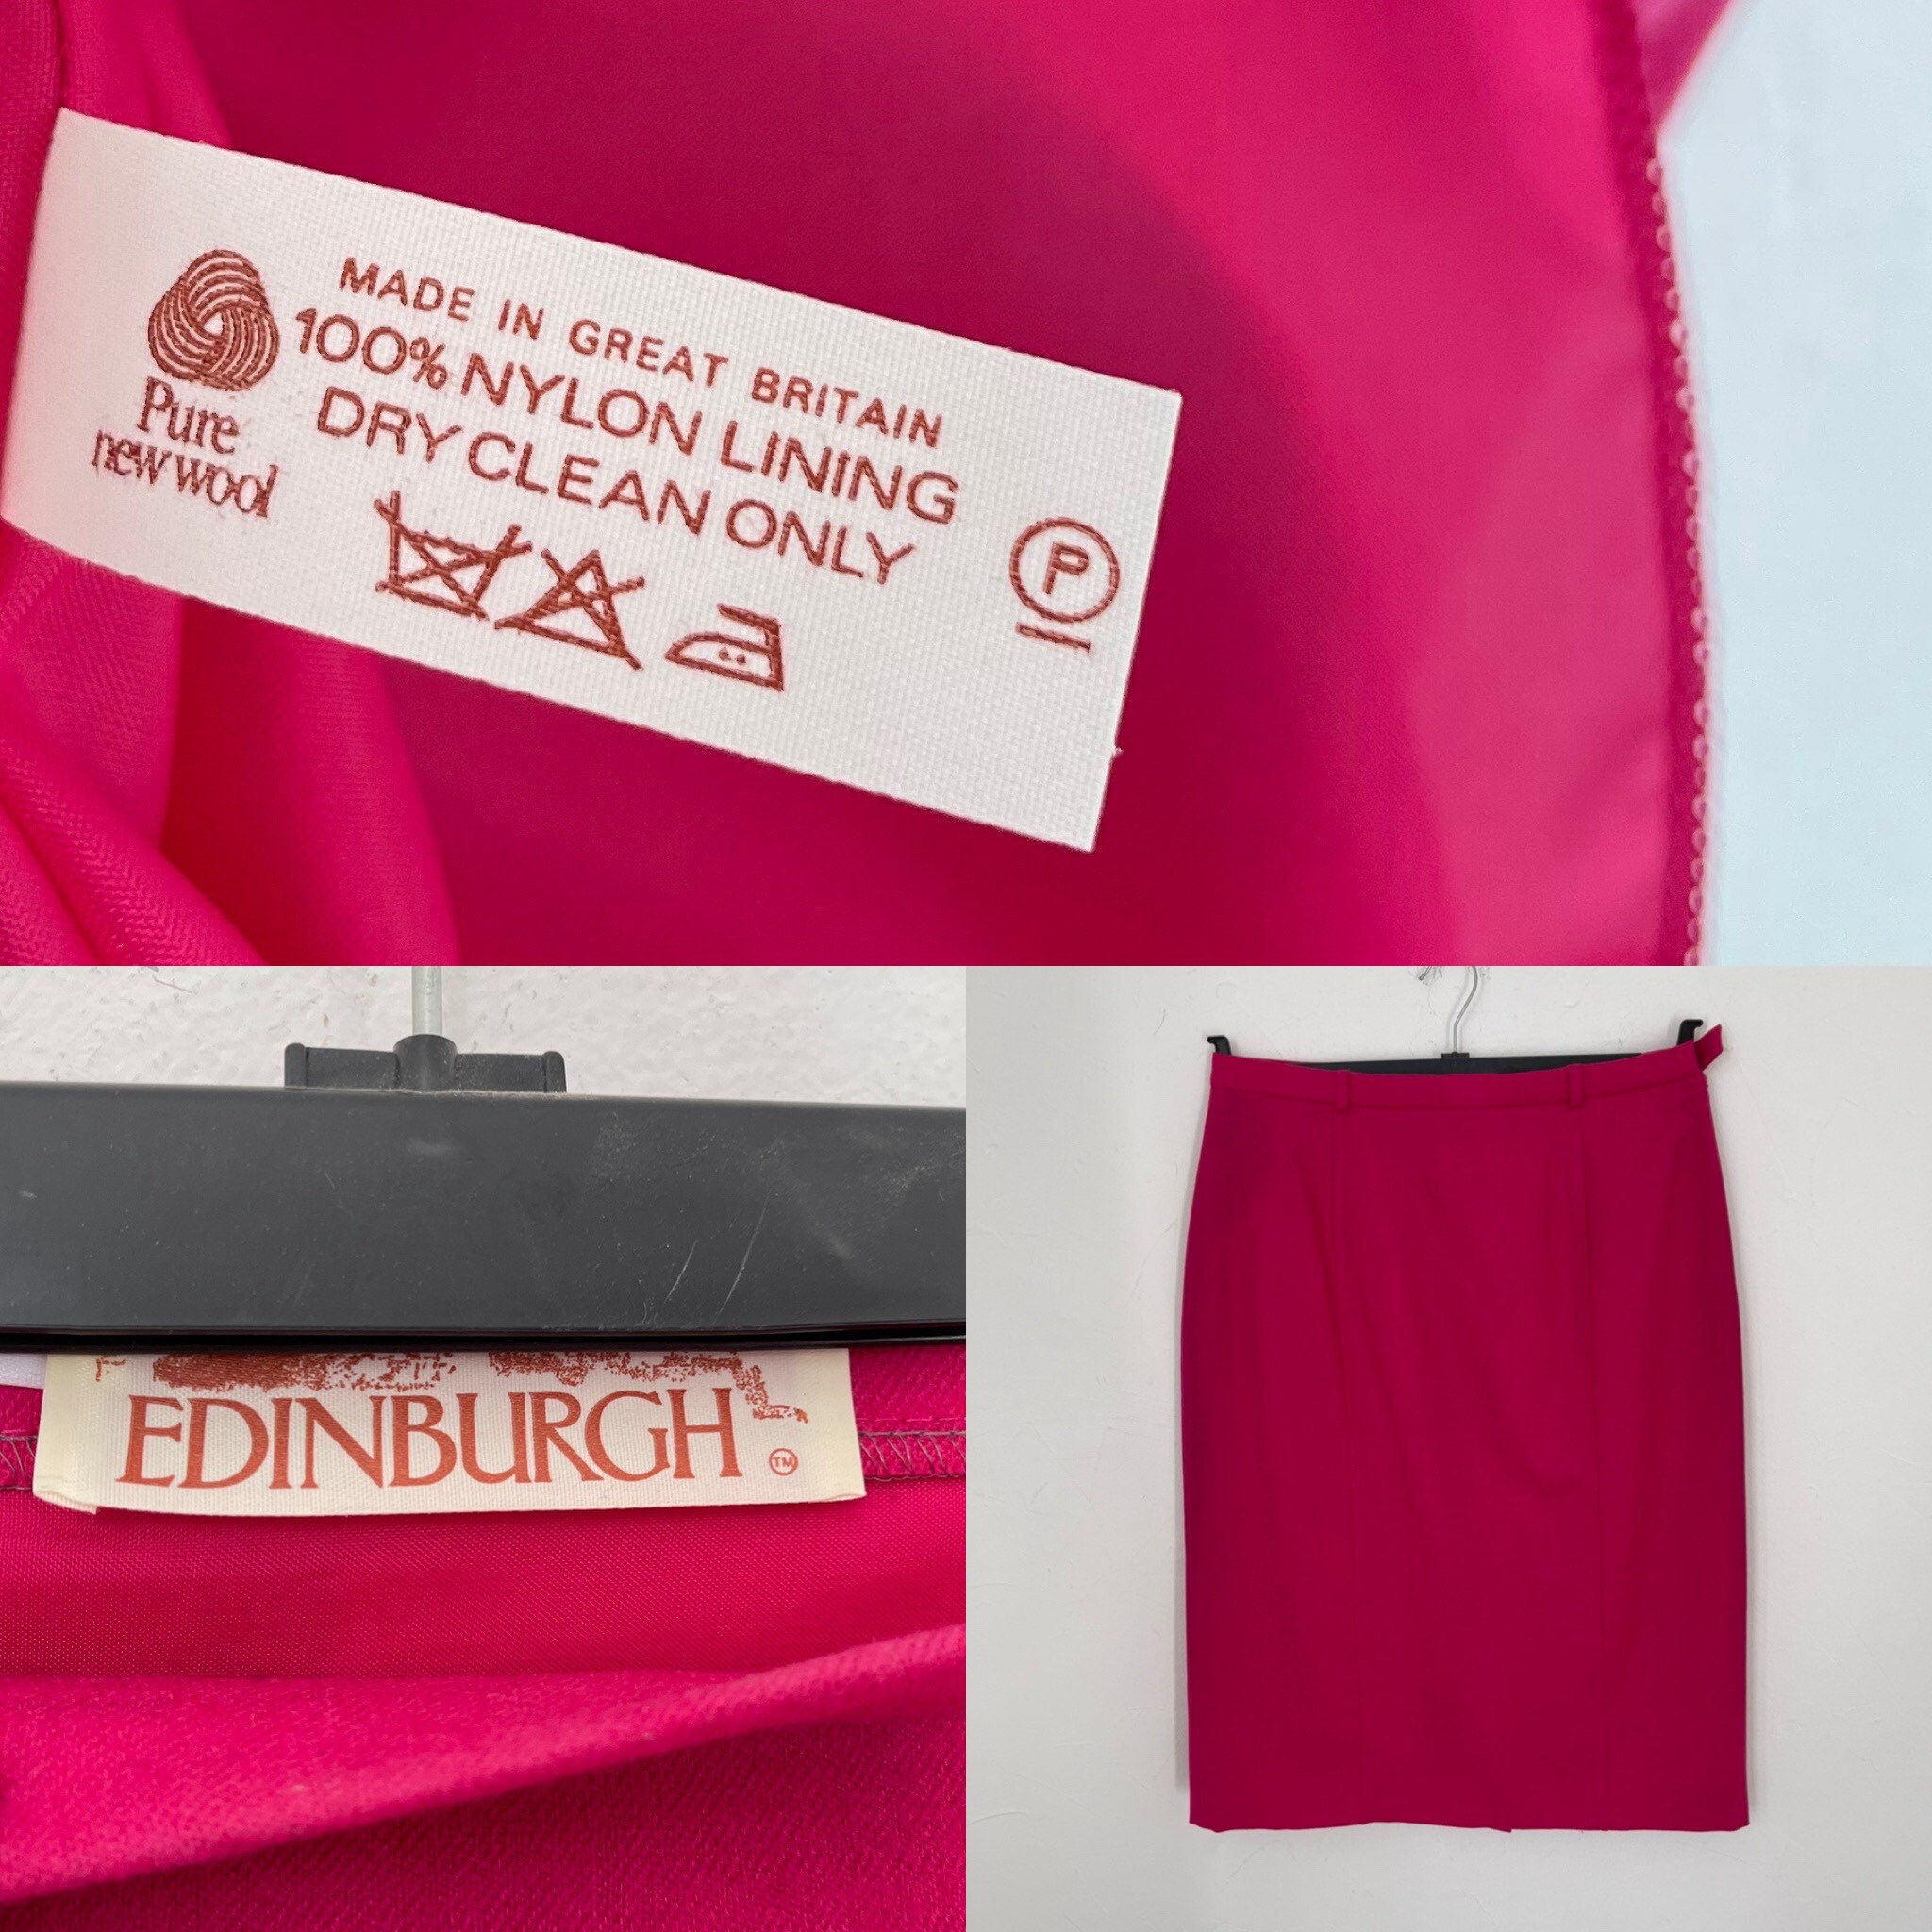 MADE IN GREAT BRITAIN
100% NYLON LINING
DRY CLEAN ONLY
Pure
new wool
P
EDINBURGH TM